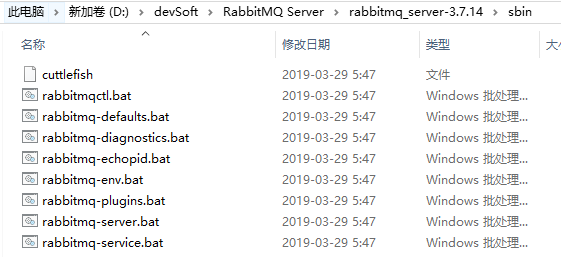 此电脑 > 新加卷 (D:) > devSoft > RabbitMQ Server > rabbitmq_server-3.7.14 > sbin
名称 修改日期 类型 大小
cuttlefish 2019-03-29 5:47 文件
rabbitmqctl.bat 2019-03-29 5:47 Windows 批处理...
rabbitmq-defaults.bat 2019-03-29 5:47 Windows 批处理...
rabbitmq-diagnostics.bat 2019-03-29 5:47 Windows 批处理...
rabbitmq-echopid.bat 2019-03-29 5:47 Windows 批处理...
rabbitmq-env.bat 2019-03-29 5:47 Windows 批处理...
rabbitmq-plugins.bat 2019-03-29 5:47 Windows 批处理...
rabbitmq-server.bat 2019-03-29 5:47 Windows 批处理...
rabbitmq-service.bat 2019-03-29 5:47 Windows 批处理...